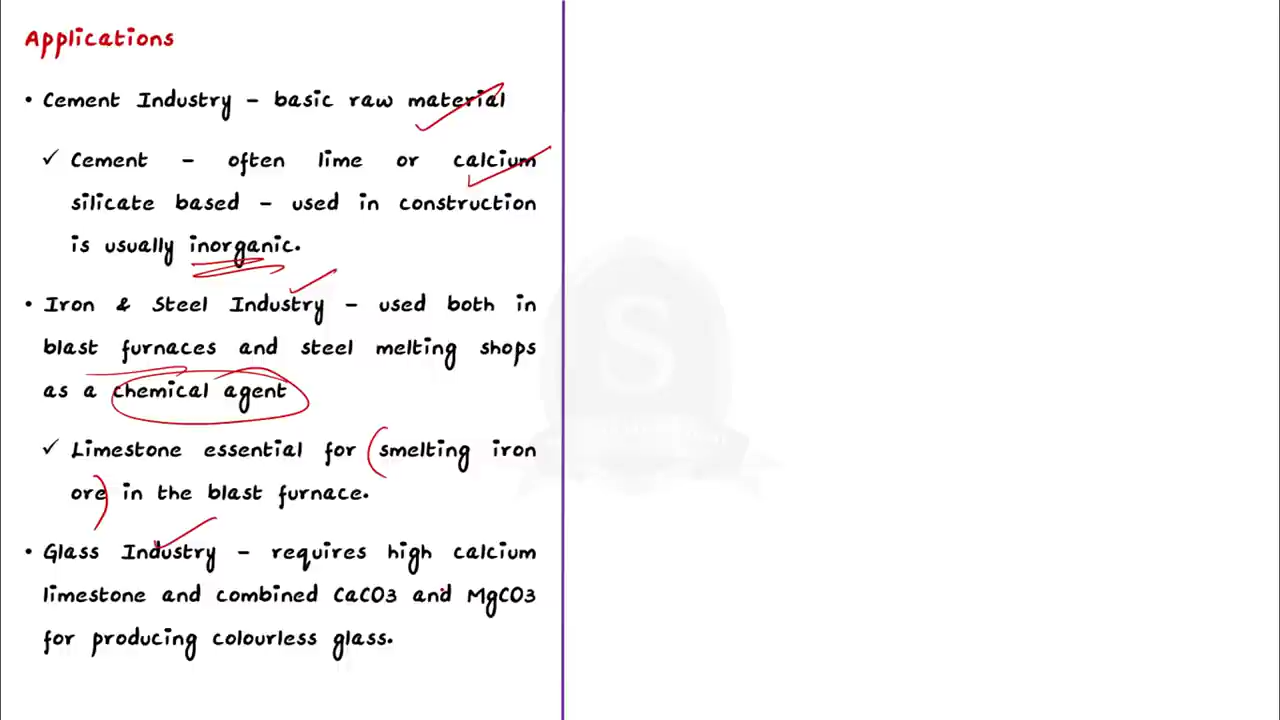 Applications
• Cement Industry – basic raw material
✓ Cement – often lime or calcium
silicate based – used in construction
is usually inorganic.
• Iron & Steel Industry – used both in
blast furnaces and steel melting shops
as a chemical agent
✓ Limestone essential for (smelting iron
ore) in the blast furnace.
• Glass Industry – requires high calcium
limestone and combined CaCO3 and MgCO3
for producing colourless glass.
S